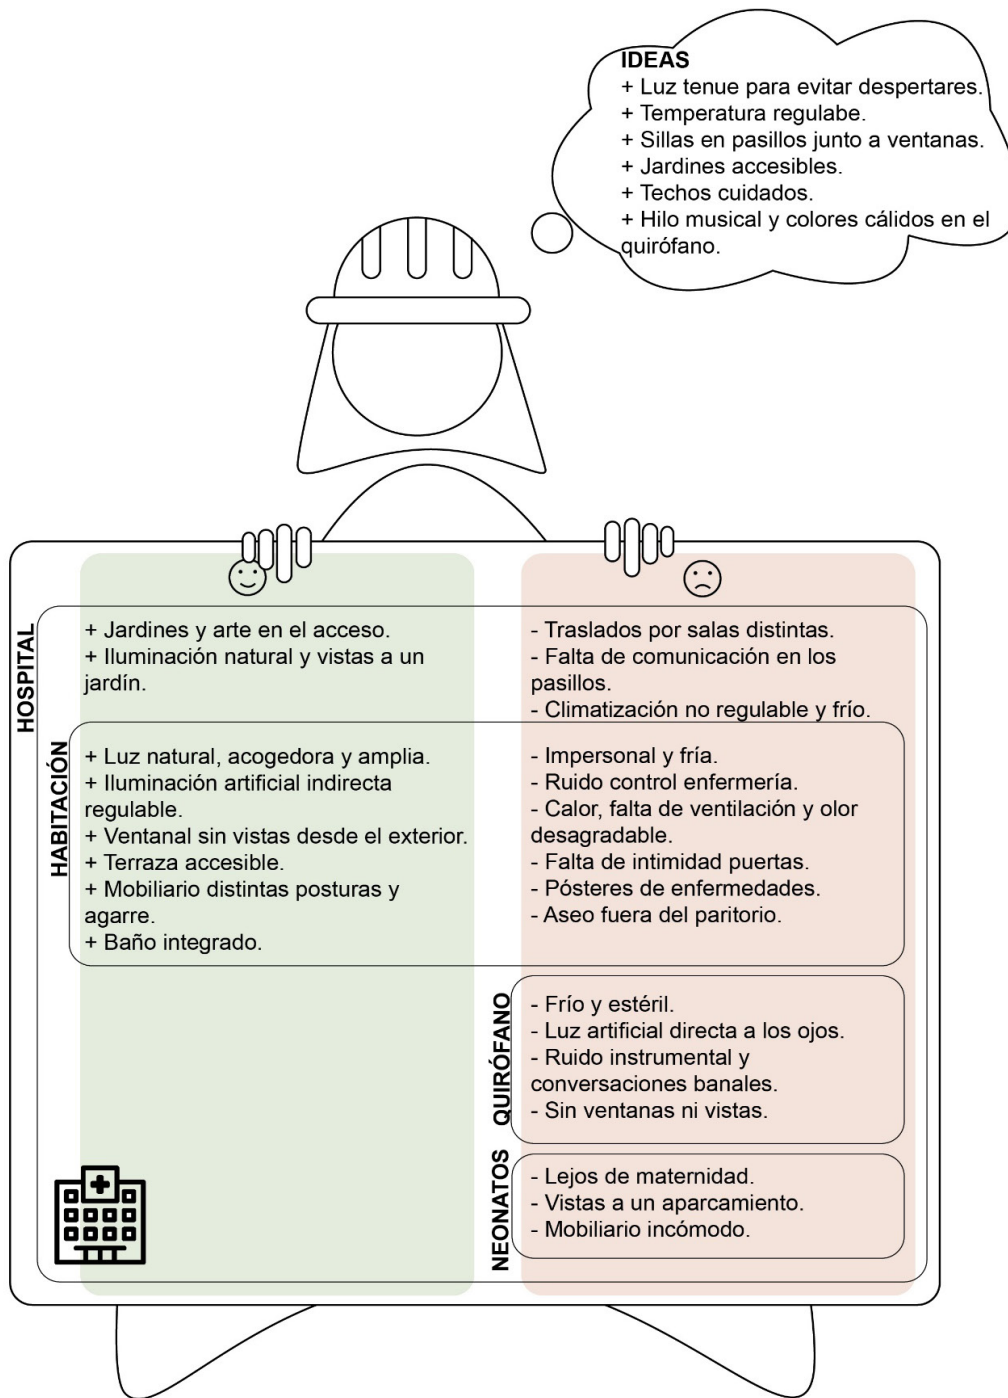 IDEAS
+ Luz tenue para evitar despertares.
+ Temperatura regulabe.
+ Sillas en pasillos junto a ventanas.
+ Jardines accesibles.
+ Techos cuidados.
+ Hilo musical y colores cálidos en el
quirófano.
HOSPITAL
+ Jardines y arte en el acceso.
+ Iluminación natural y vistas a un
jardín.
- Traslados por salas distintas.
- Falta de comunicación en los
pasillos.
- Climatización no regulable y frío.
HABITACIÓN
+ Luz natural, acogedora y amplia.
+ Iluminación artificial indirecta
regulable.
+ Ventanal sin vistas desde el exterior.
+ Terraza accesible.
+ Mobiliario distintas posturas y
agarre.
+ Baño integrado.
- Impersonal y fría.
- Ruido control enfermería.
- Calor, falta de ventilación y olor
desagradable.
- Falta de intimidad puertas.
- Pósteres de enfermedades.
- Aseo fuera del paritorio.
QUIRÓFANO
- Frío y estéril.
- Luz artificial directa a los ojos.
- Ruido instrumental y
conversaciones banales.
- Sin ventanas ni vistas.
NEONATOS
- Lejos de maternidad.
- Vistas a un aparcamiento.
- Mobiliario incómodo.